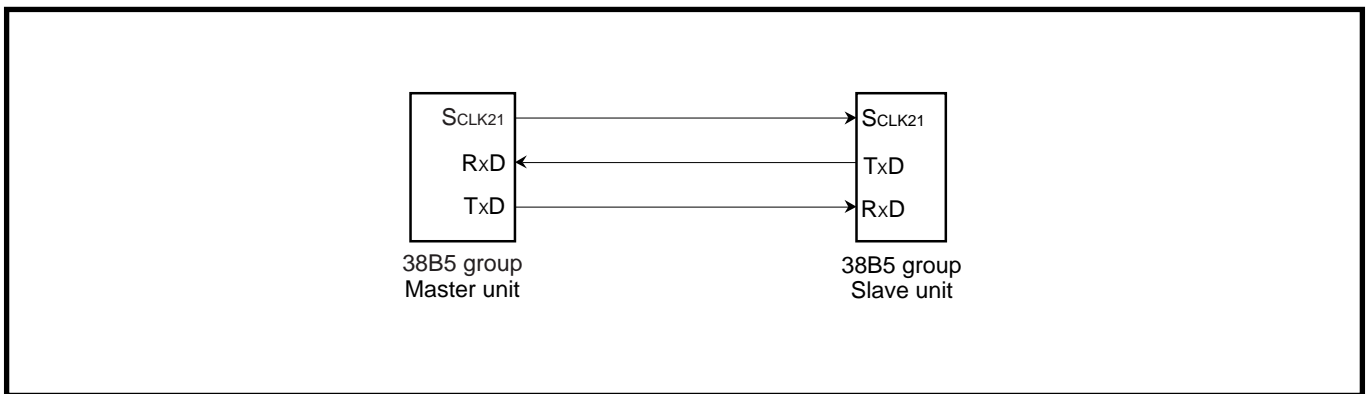 SCLK21
RxD
TxD
38B5 group
Master unit
SCLK21
TxD
RxD
38B5 group
Slave unit